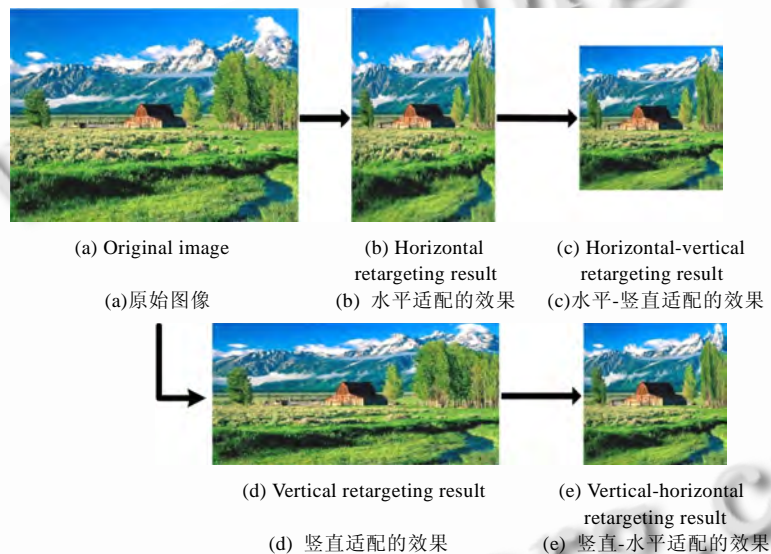 (a) Original image
(b) Horizontal
retargeting result
(c) Horizontal-vertical
retargeting result
(a)原始图像
(b) 水平适配的效果
(c)水平-竖直适配的效果
(d) Vertical retargeting result
(e) Vertical-horizontal
retargeting result
(d) 竖直适配的效果
(e) 竖直-水平适配的效果